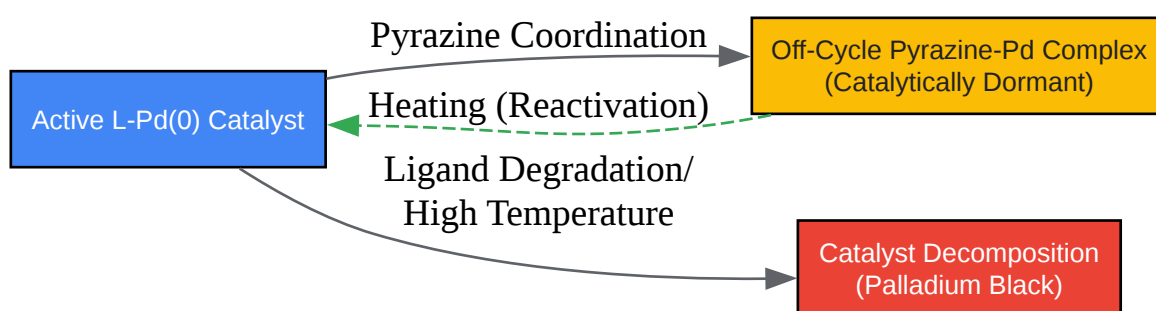 Pyrazine Coordination
Off-Cycle Pyrazine-Pd Complex
(Catalytically Dormant)
Active L-Pd(0) Catalyst
Heating (Reactivation)
Ligand Degradation/
High Temperature
Catalyst Decomposition
(Palladium Black)